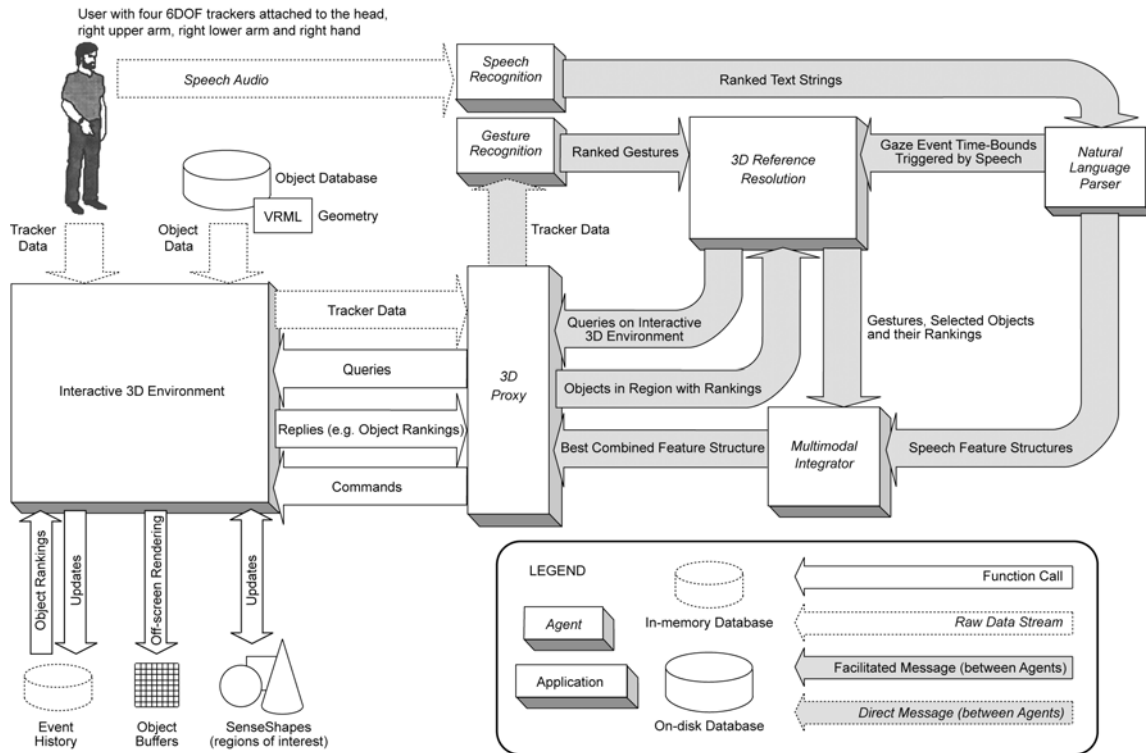 User with four 6DOF trackers attached to the head,
right upper arm, right lower arm and right hand
Speech Audio
Speech
Recognition
Ranked Text Strings
Gesture
Recognition
Ranked Gestures
3D Reference
Resolution
Gaze Event Time-Bounds
Triggered by Speech
Natural
Language
Parser
Object Database
VRML
Geometry
Tracker
Data
Object
Data
Tracker Data
Interactive 3D Environment
Tracker Data
Queries
Replies (e.g. Object Rankings)
Commands
3D
Proxy
Queries on Interactive
3D Environment
Objects in Region with Rankings
Best Combined Feature Structure
Gestures, Selected Objects
and their Rankings
Multimodal
Integrator
Speech Feature Structures
Object Rankings
Updates
Off-screen Rendering
Updates
Event
History
Object
Buffers
SenseShapes
(regions of interest)
LEGEND
Agent
Application
In-memory Database
On-disk Database
Function Call
Raw Data Stream
Facilitated Message (between Agents)
Direct Message (between Agents)